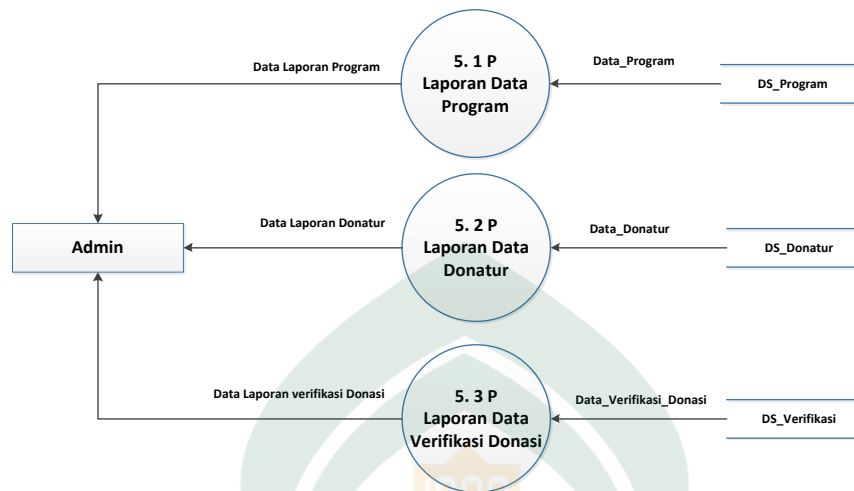 5. 1 P
Laporan Data
Program
Data Laporan Program
Data_Program
DS_Program
Admin
Data Laporan Donatur
5. 2 P
Laporan Data
Donatur
Data_Donatur
DS_Donatur
Data Laporan verifikasi Donasi
5. 3 P
Laporan Data
Verifikasi Donasi
Data_Verifikasi_Donasi
DS_Verifikasi